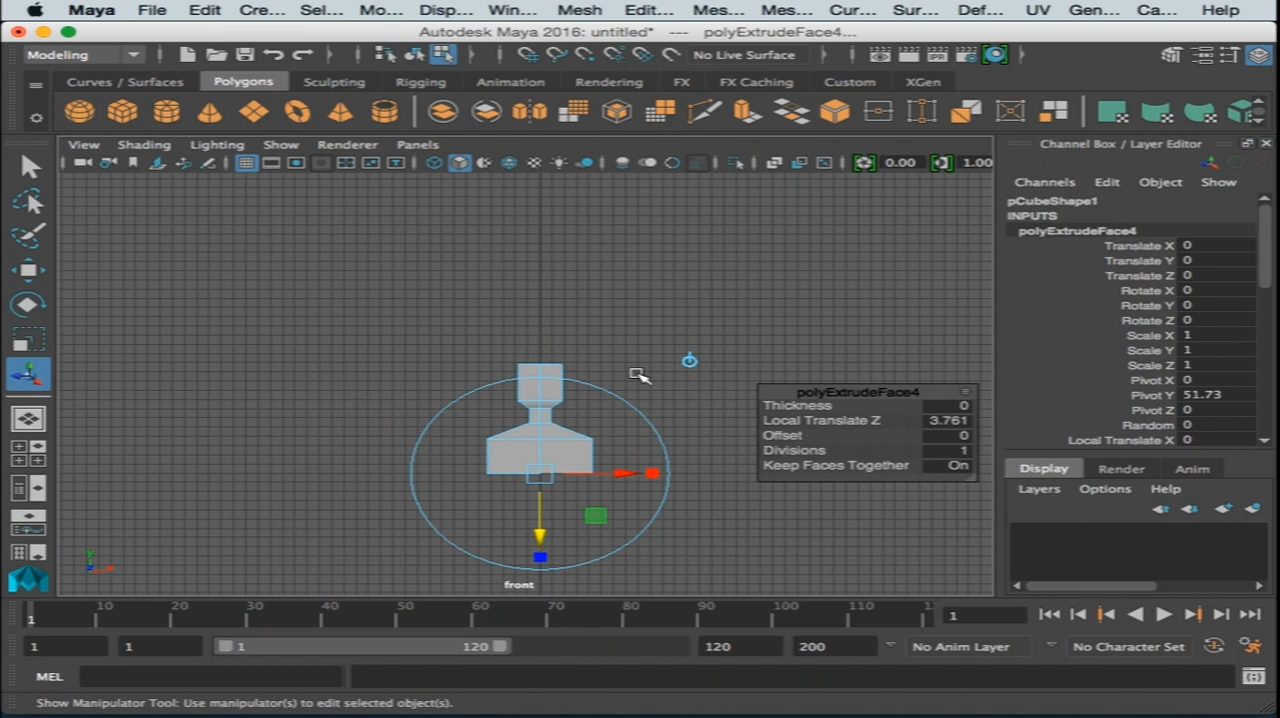 Maya File Edit Cre... Sel... Mo... Disp... Win... Mesh Edit... Mes... Mes... Cur... Sur... Def... UV Gen... Ca... Help
Autodesk Maya 2016: untitled* --- polyExtrudeFace4...
Modeling No Live Surface
Curves / Surfaces Polygons Sculpting Rigging Animation Rendering FX FX Caching Custom XGen
View Shading Lighting Show Renderer Panels
0.00 1.00
Channel Box / Layer Editor
Channels Edit Object Show
pCubeShape1
INPUTS
polyExtrudeFace4
Translate X 0
Translate Y 0
Translate Z 0
Rotate X 0
Rotate Y 0
Rotate Z 0
Scale X 1
Scale Y 1
Scale Z 1
Pivot X 0
Pivot Y 51.73
Pivot Z 0
Random 0
Local Translate X 0
polyExtrudeFace4
Thickness 0
Local Translate Z 3.761
Offset 0
Divisions 1
Keep Faces Together On
Display Render Anim
Layers Options Help
front
1 10 20 30 40 50 60 70 80 90 100 110 1
1 1 1 120 120 200 No Anim Layer No Character Set
MEL
Show Manipulator Tool: Use manipulator(s) to edit selected object(s).